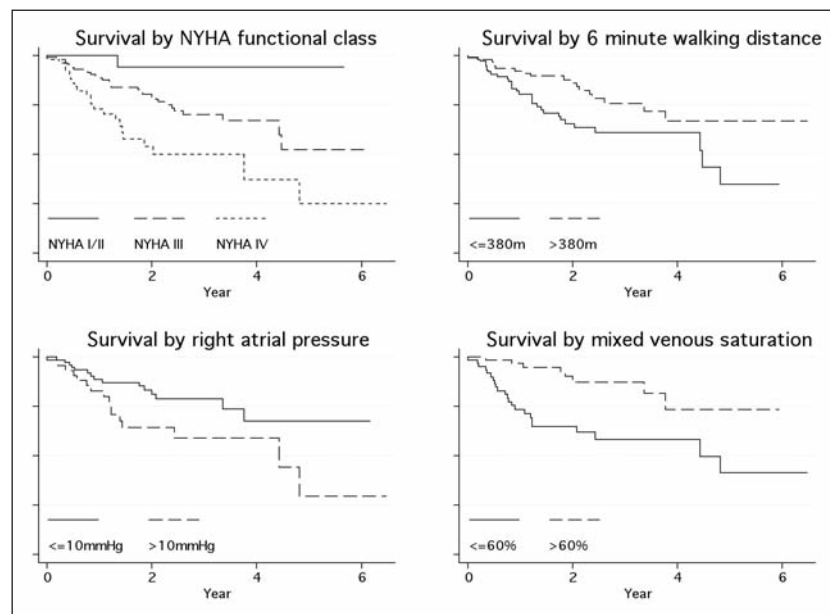 Survival by NYHA functional class
NYHA I/II NYHA III NYHA IV
0 2 4 6
Year
Survival by 6 minute walking distance
<=380m >380m
0 2 4 6
Year
Survival by right atrial pressure
<=10mmHg >10mmHg
0 2 4 6
Year
Survival by mixed venous saturation
<=60% >60%
0 2 4 6
Year